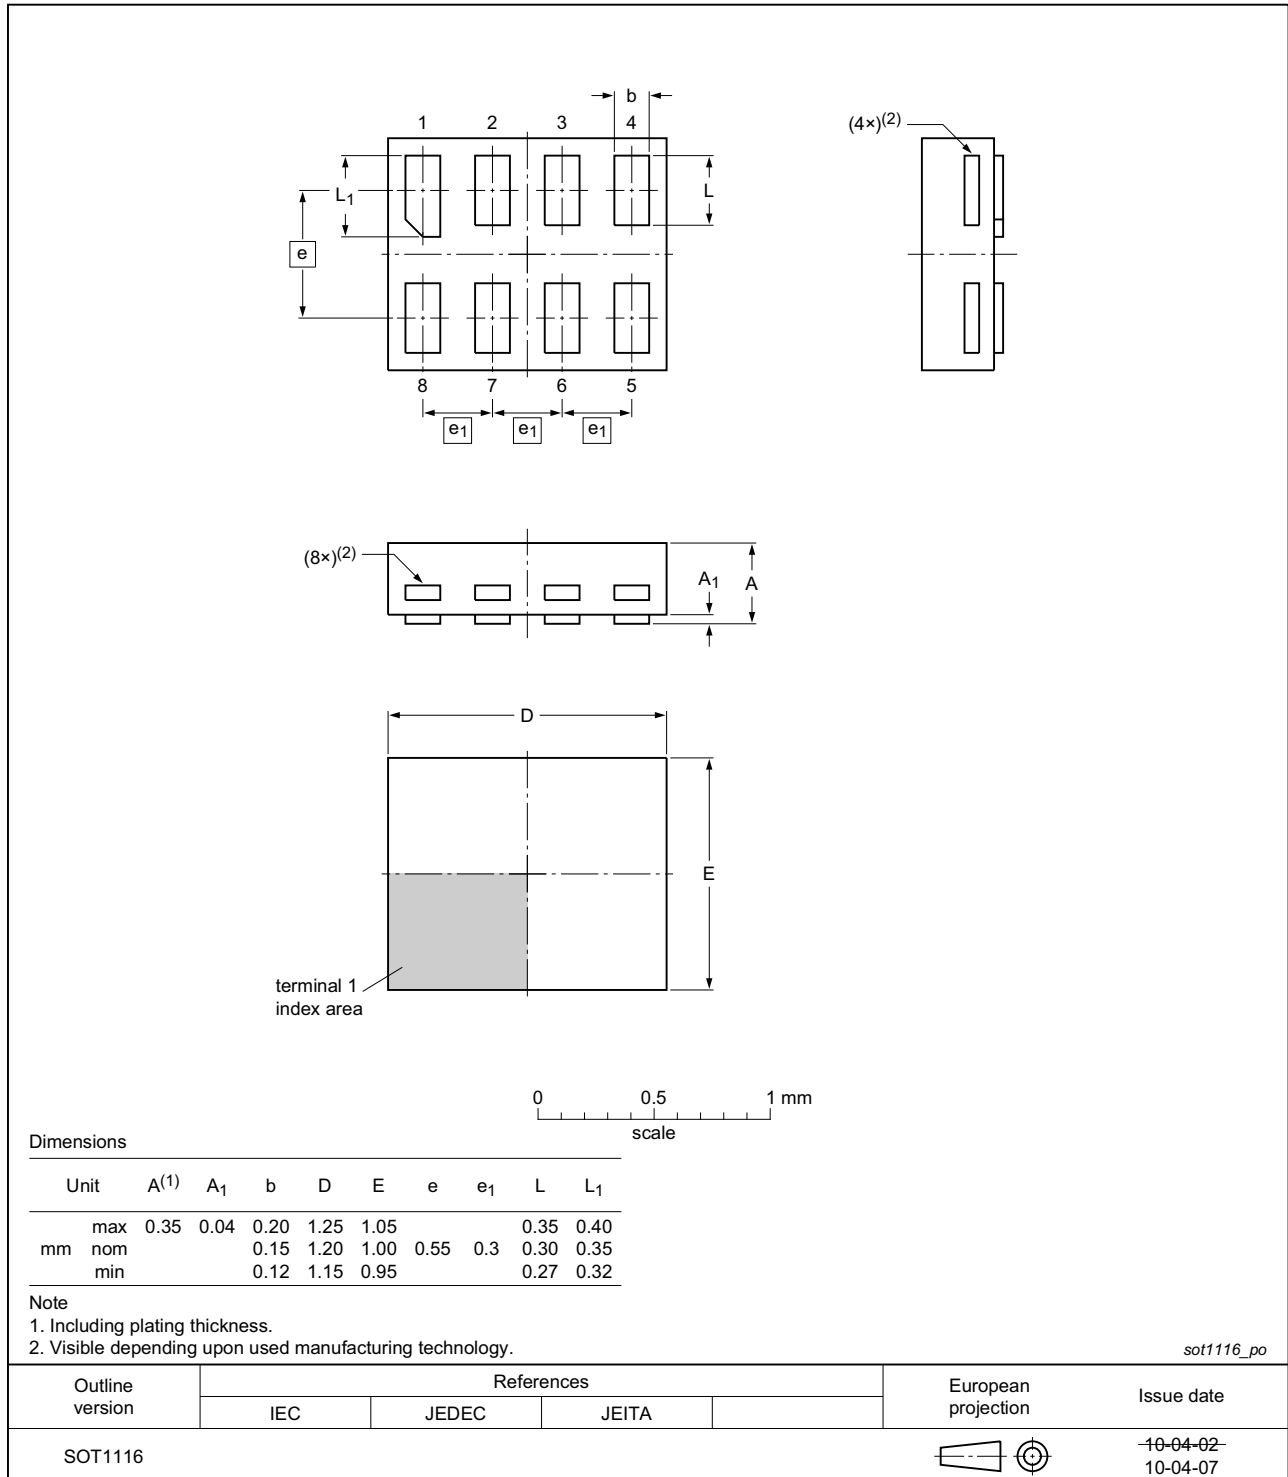 b
1 2 3 4
(4×)(2)
L1
L
e
8 7 6 5
e1 e1 e1
(8×)(2)
A1
A
D
E
terminal 1
index area
0 0.5 1 mm
scale
Dimensions
Unit A(1) A1 b D E e e1 L L1
max 0.35 0.04 0.20 1.25 1.05 0.35 0.40
mm nom 0.15 1.20 1.00 0.55 0.3 0.30 0.35
min 0.12 1.15 0.95 0.27 0.32
Note
1. Including plating thickness.
2. Visible depending upon used manufacturing technology.
sot1116_po
Outline
version
References
IEC JEDEC JEITA
European
projection
Issue date
SOT1116
10-04-02
10-04-07